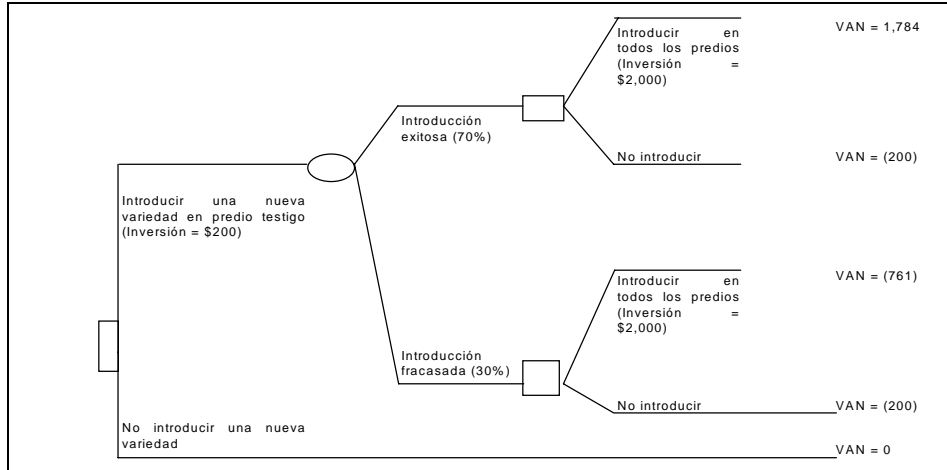 Introducir en
todos los predios
(Inversión =
$2,000)
VAN = 1,784
Introducción
exitosa (70%)
No introducir
VAN = (200)
Introducir una nueva
variedad en predio testigo
(Inversión = $200)
Introducir en
todos los predios
(Inversión =
$2,000)
VAN = (761)
Introducción
fracasada (30%)
No introducir
VAN = (200)
No introducir una nueva
variedad
VAN = 0